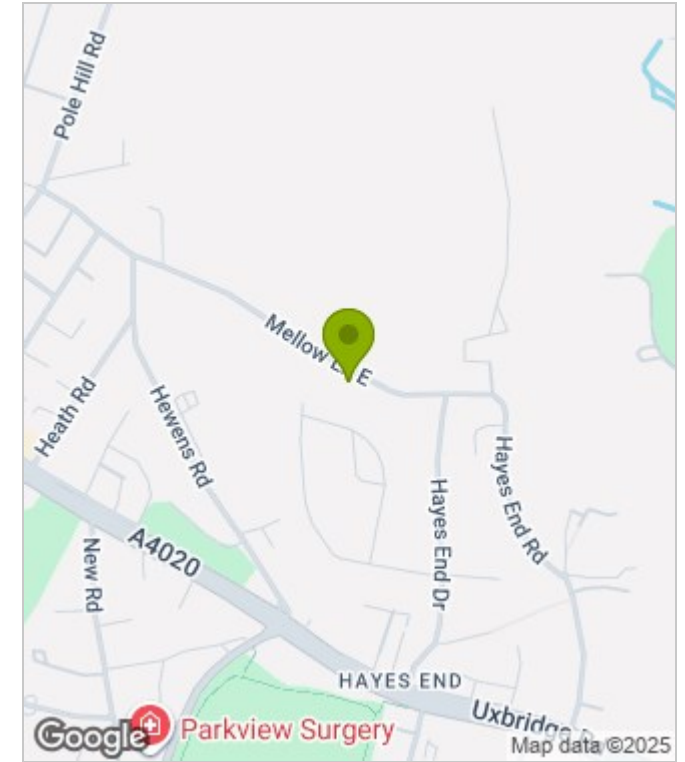 Pole Hill Rd
Mellow Ln E
Heath Rd
Hewens Rd
Hayes End Rd
Hayes End Dr
A4020
New Rd
HAYES END
Uxbridge
Parkview Surgery
Google
Map data ©2025